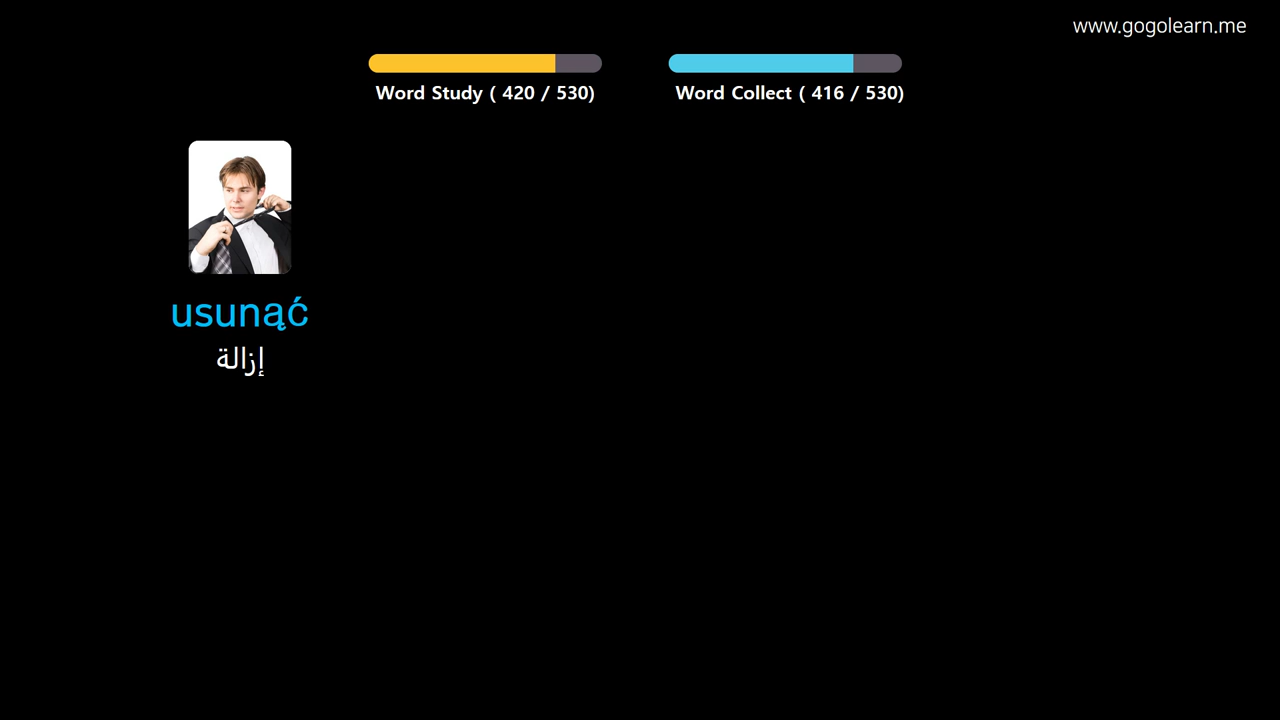 www.gogolearn.me
Word Study ( 420 / 530)
Word Collect ( 416 / 530)
usunąć
إزالة